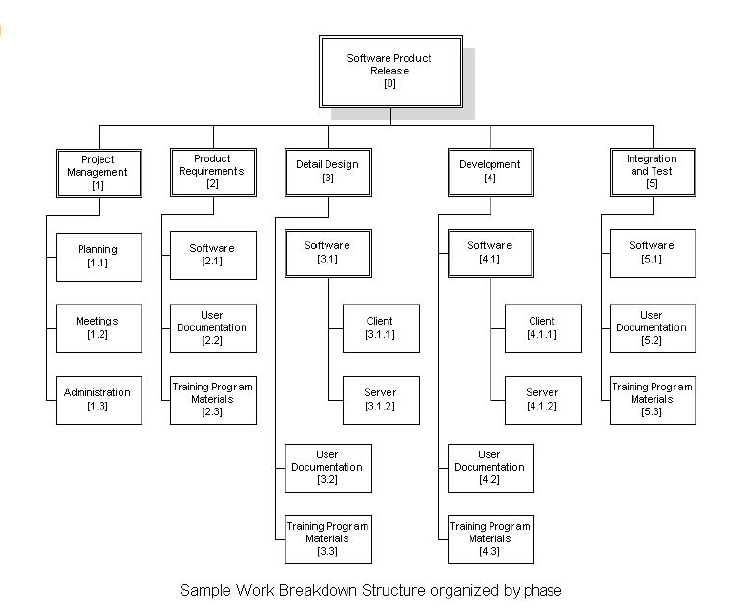 Software Product
Release
[0]
Project
Management
[1]
Product
Requirements
[2]
Detail Design
[3]
Development
[4]
Integration
and Test
[5]
Planning
[1.1]
Software
[2.1]
Software
[3.1]
Software
[4.1]
Software
[5.1]
Meetings
[1.2]
User
Documentation
[2.2]
Client
[3.1.1]
Client
[4.1.1]
User
Documentation
[5.2]
Administration
[1.3]
Training Program
Materials
[2.3]
Server
[3.1.2]
Server
[4.1.2]
Training Program
Materials
[5.3]
User
Documentation
[3.2]
User
Documentation
[4.2]
Training Program
Materials
[3.3]
Training Program
Materials
[4.3]
Sample Work Breakdown Structure organized by phase